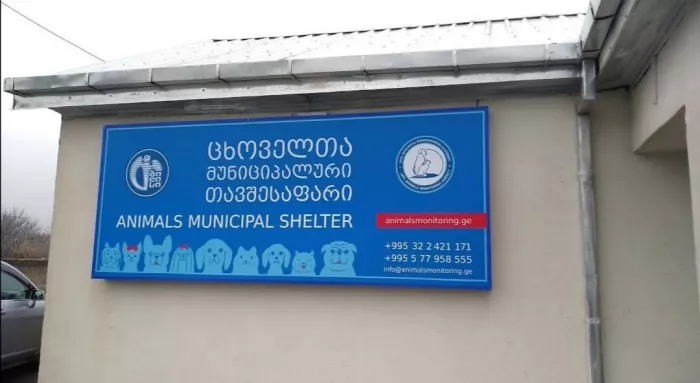 ცხოველთა
მუნიციპალური
თავშესაფარი
ANIMALS MUNICIPAL SHELTER
animalsmonitoring.ge
+995 32 2 421 171
+995 5 77 958 555
info@animalsmonitoring.ge